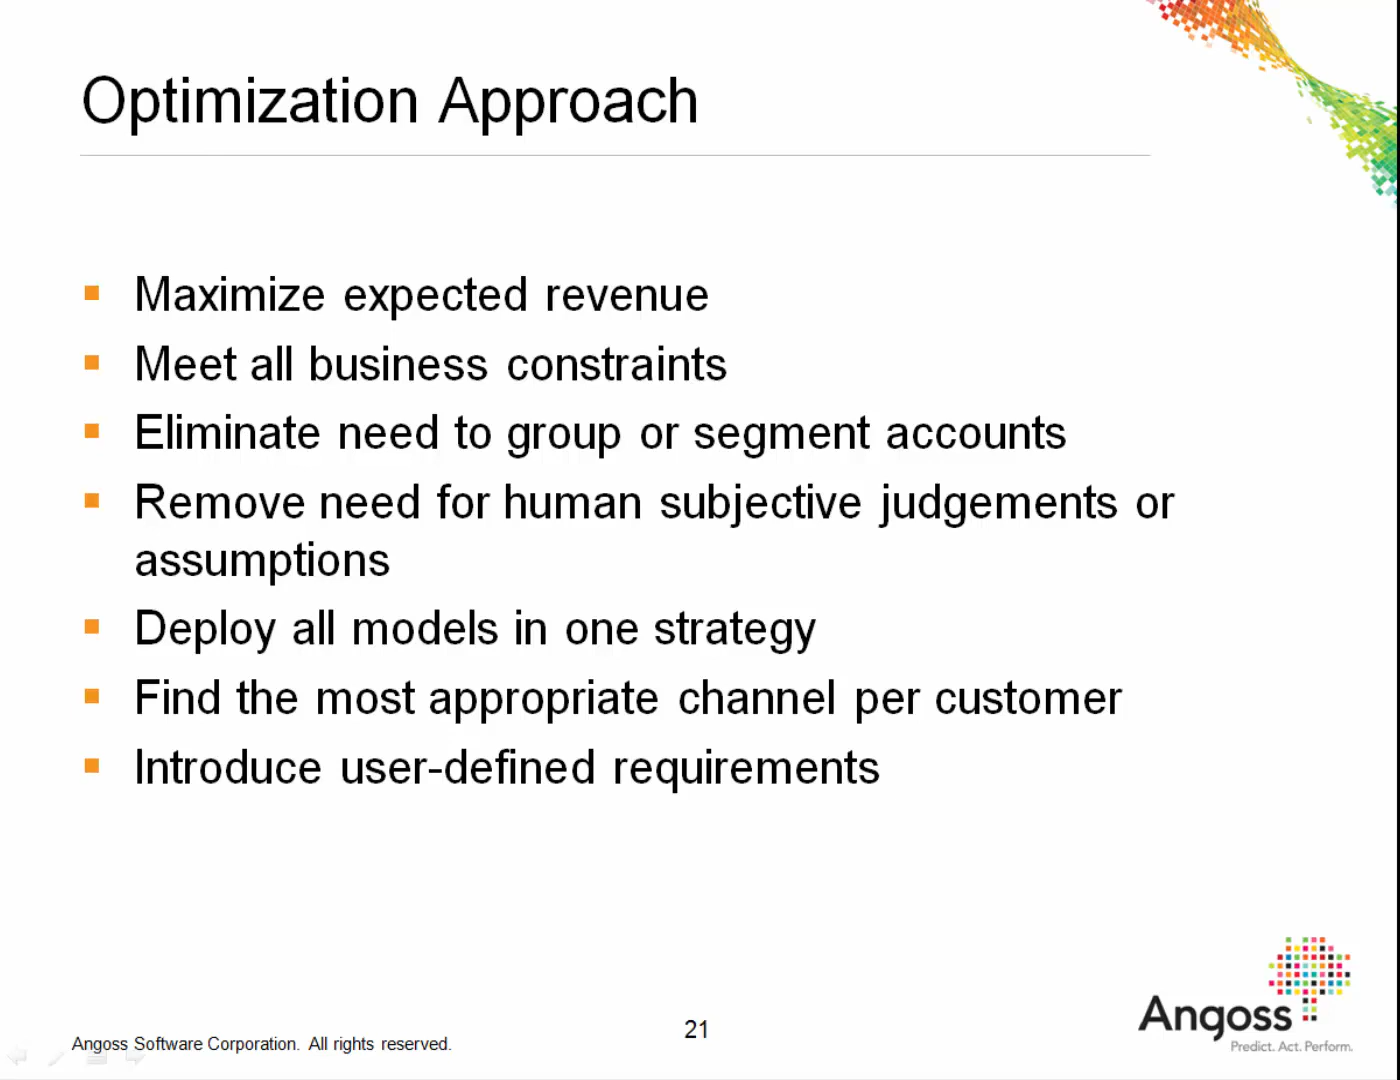 Optimization Approach
Maximize expected revenue
Meet all business constraints
Eliminate need to group or segment accounts
Remove need for human subjective judgements or
assumptions
Deploy all models in one strategy
Find the most appropriate channel per customer
Introduce user-defined requirements
Angoss Software Corporation. All rights reserved.
21
Angoss
Predict. Act. Perform.